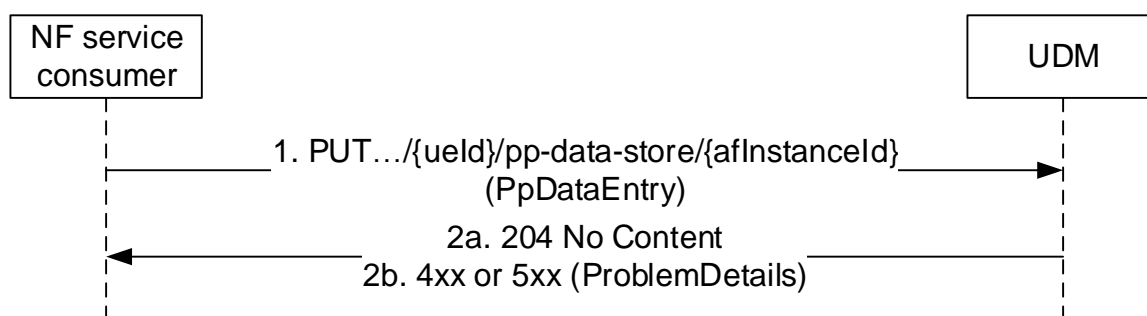 NF service
consumer
UDM
1. PUT…/{ueId}/pp-data-store/{afInstanceId}
(PpDataEntry)
2a. 204 No Content
2b. 4xx or 5xx (ProblemDetails)